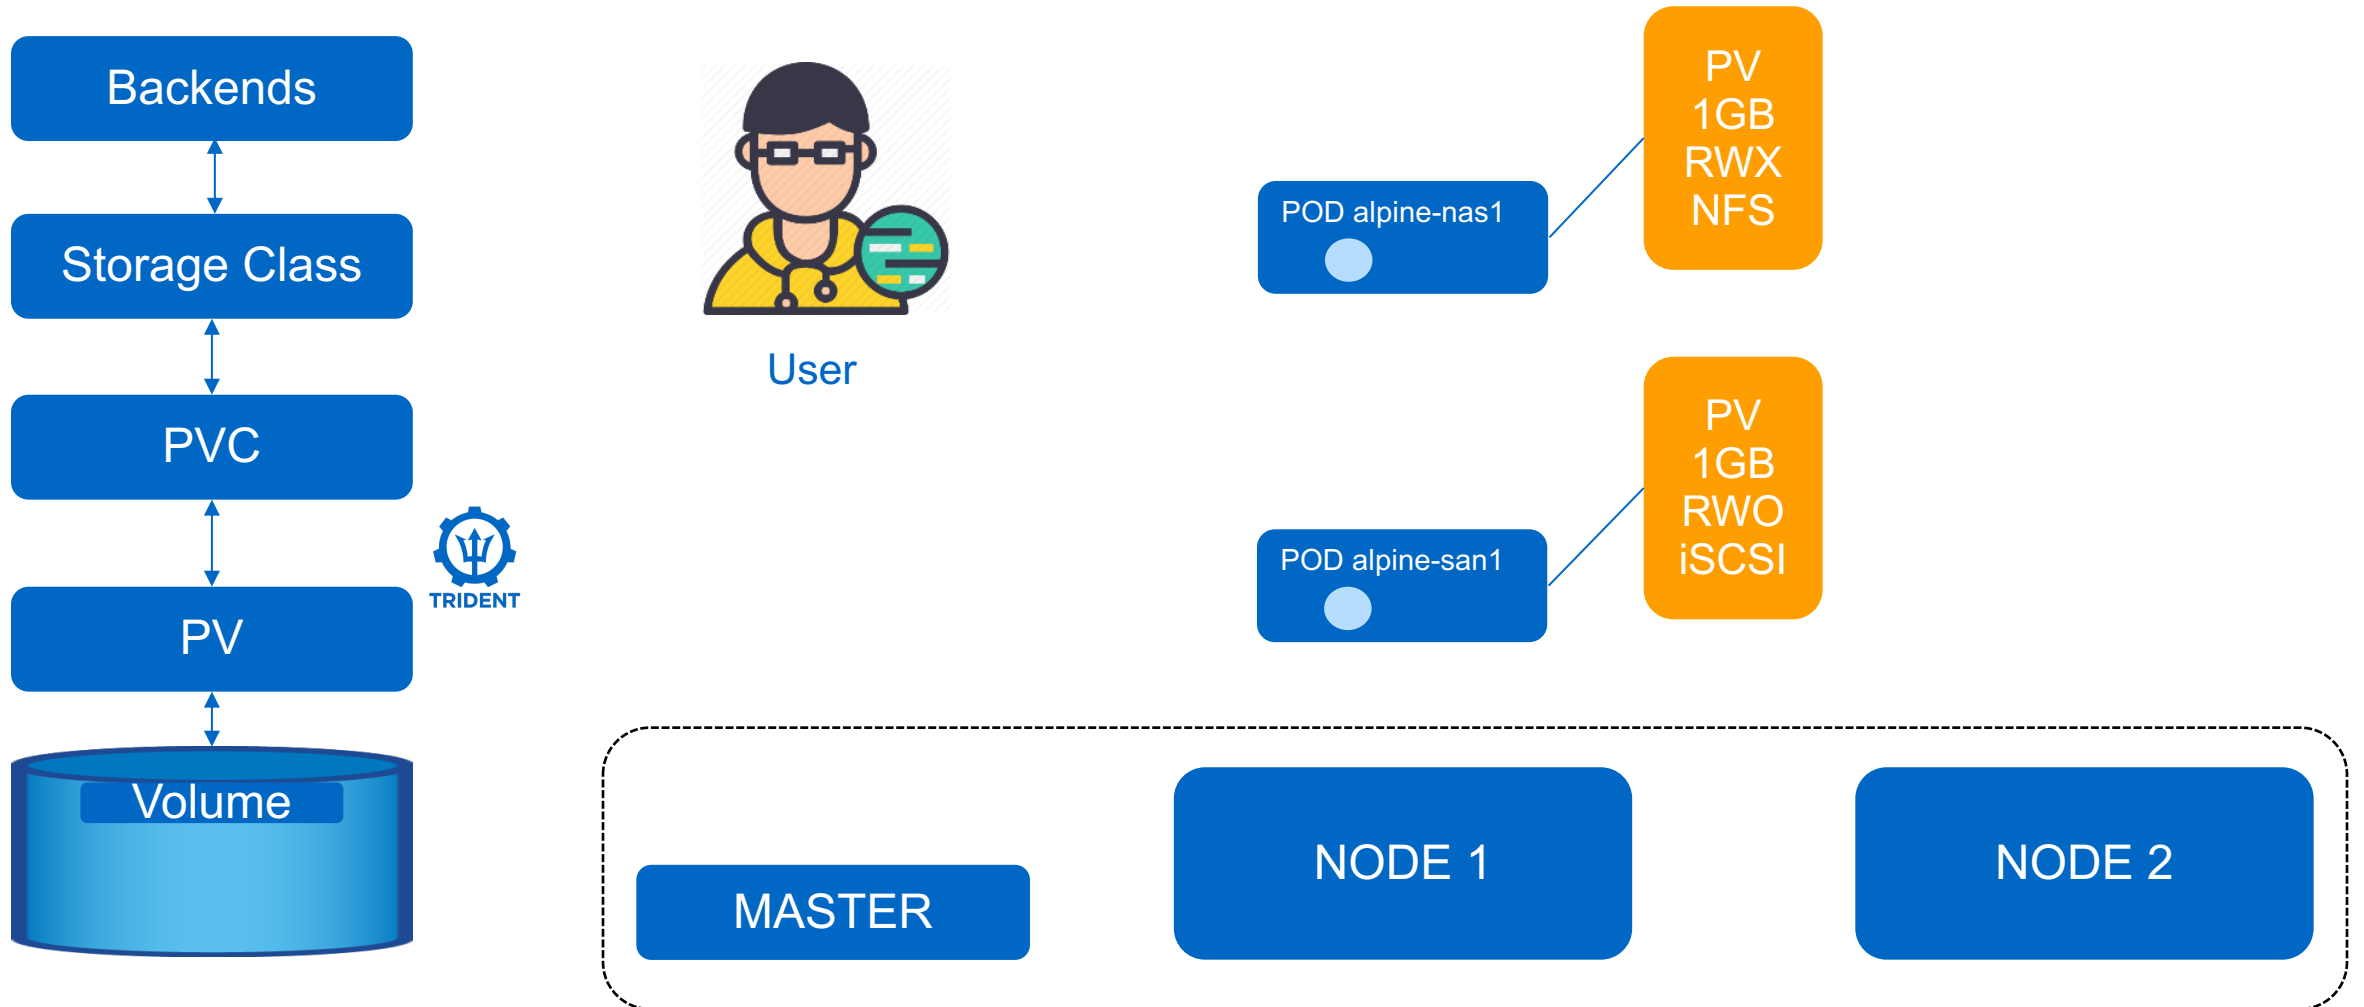 Backends
Storage Class
PVC
TRIDENT
PV
Volume
User
POD alpine-nas1
PV
1GB
RWX
NFS
POD alpine-san1
PV
1GB
RWO
iSCSI
MASTER
NODE 1
NODE 2